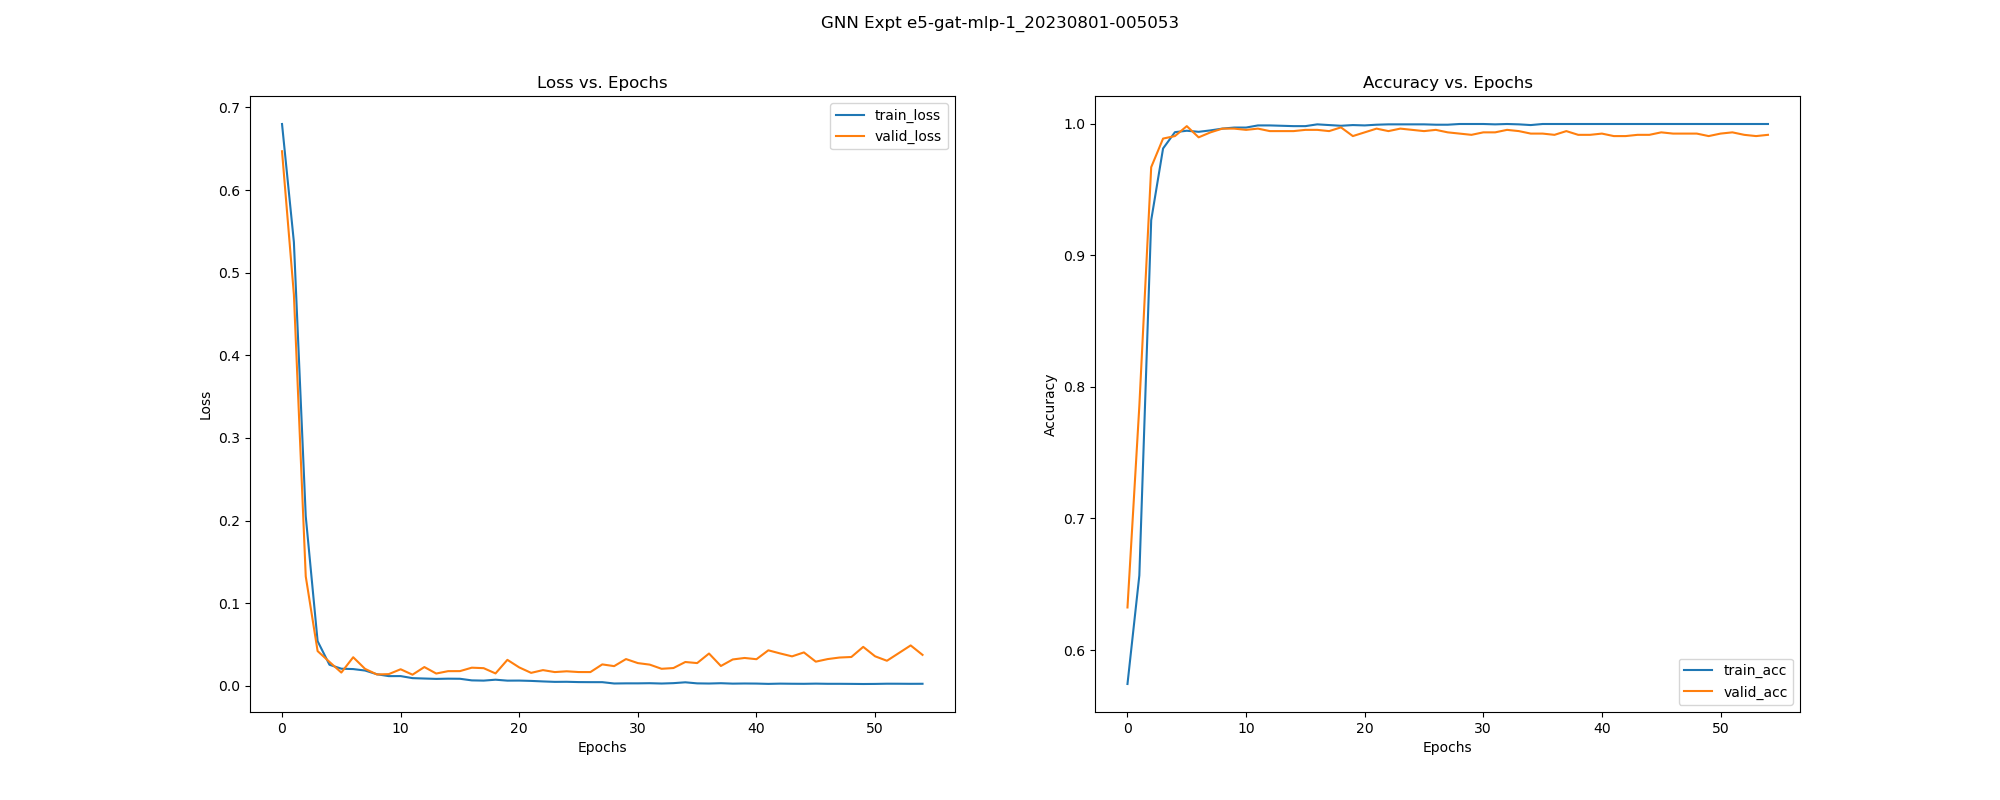 GNN Expt e5-gat-mlp-1_20230801-005053
Loss vs. Epochs
0.7
0.6
0.5
0.4
0.3
0.2
0.1
0.0
Loss
0 10 20 30 40 50
Epochs
train_loss
valid_loss
Accuracy vs. Epochs
1.0
0.9
0.8
0.7
0.6
Accuracy
0 10 20 30 40 50
Epochs
train_acc
valid_acc